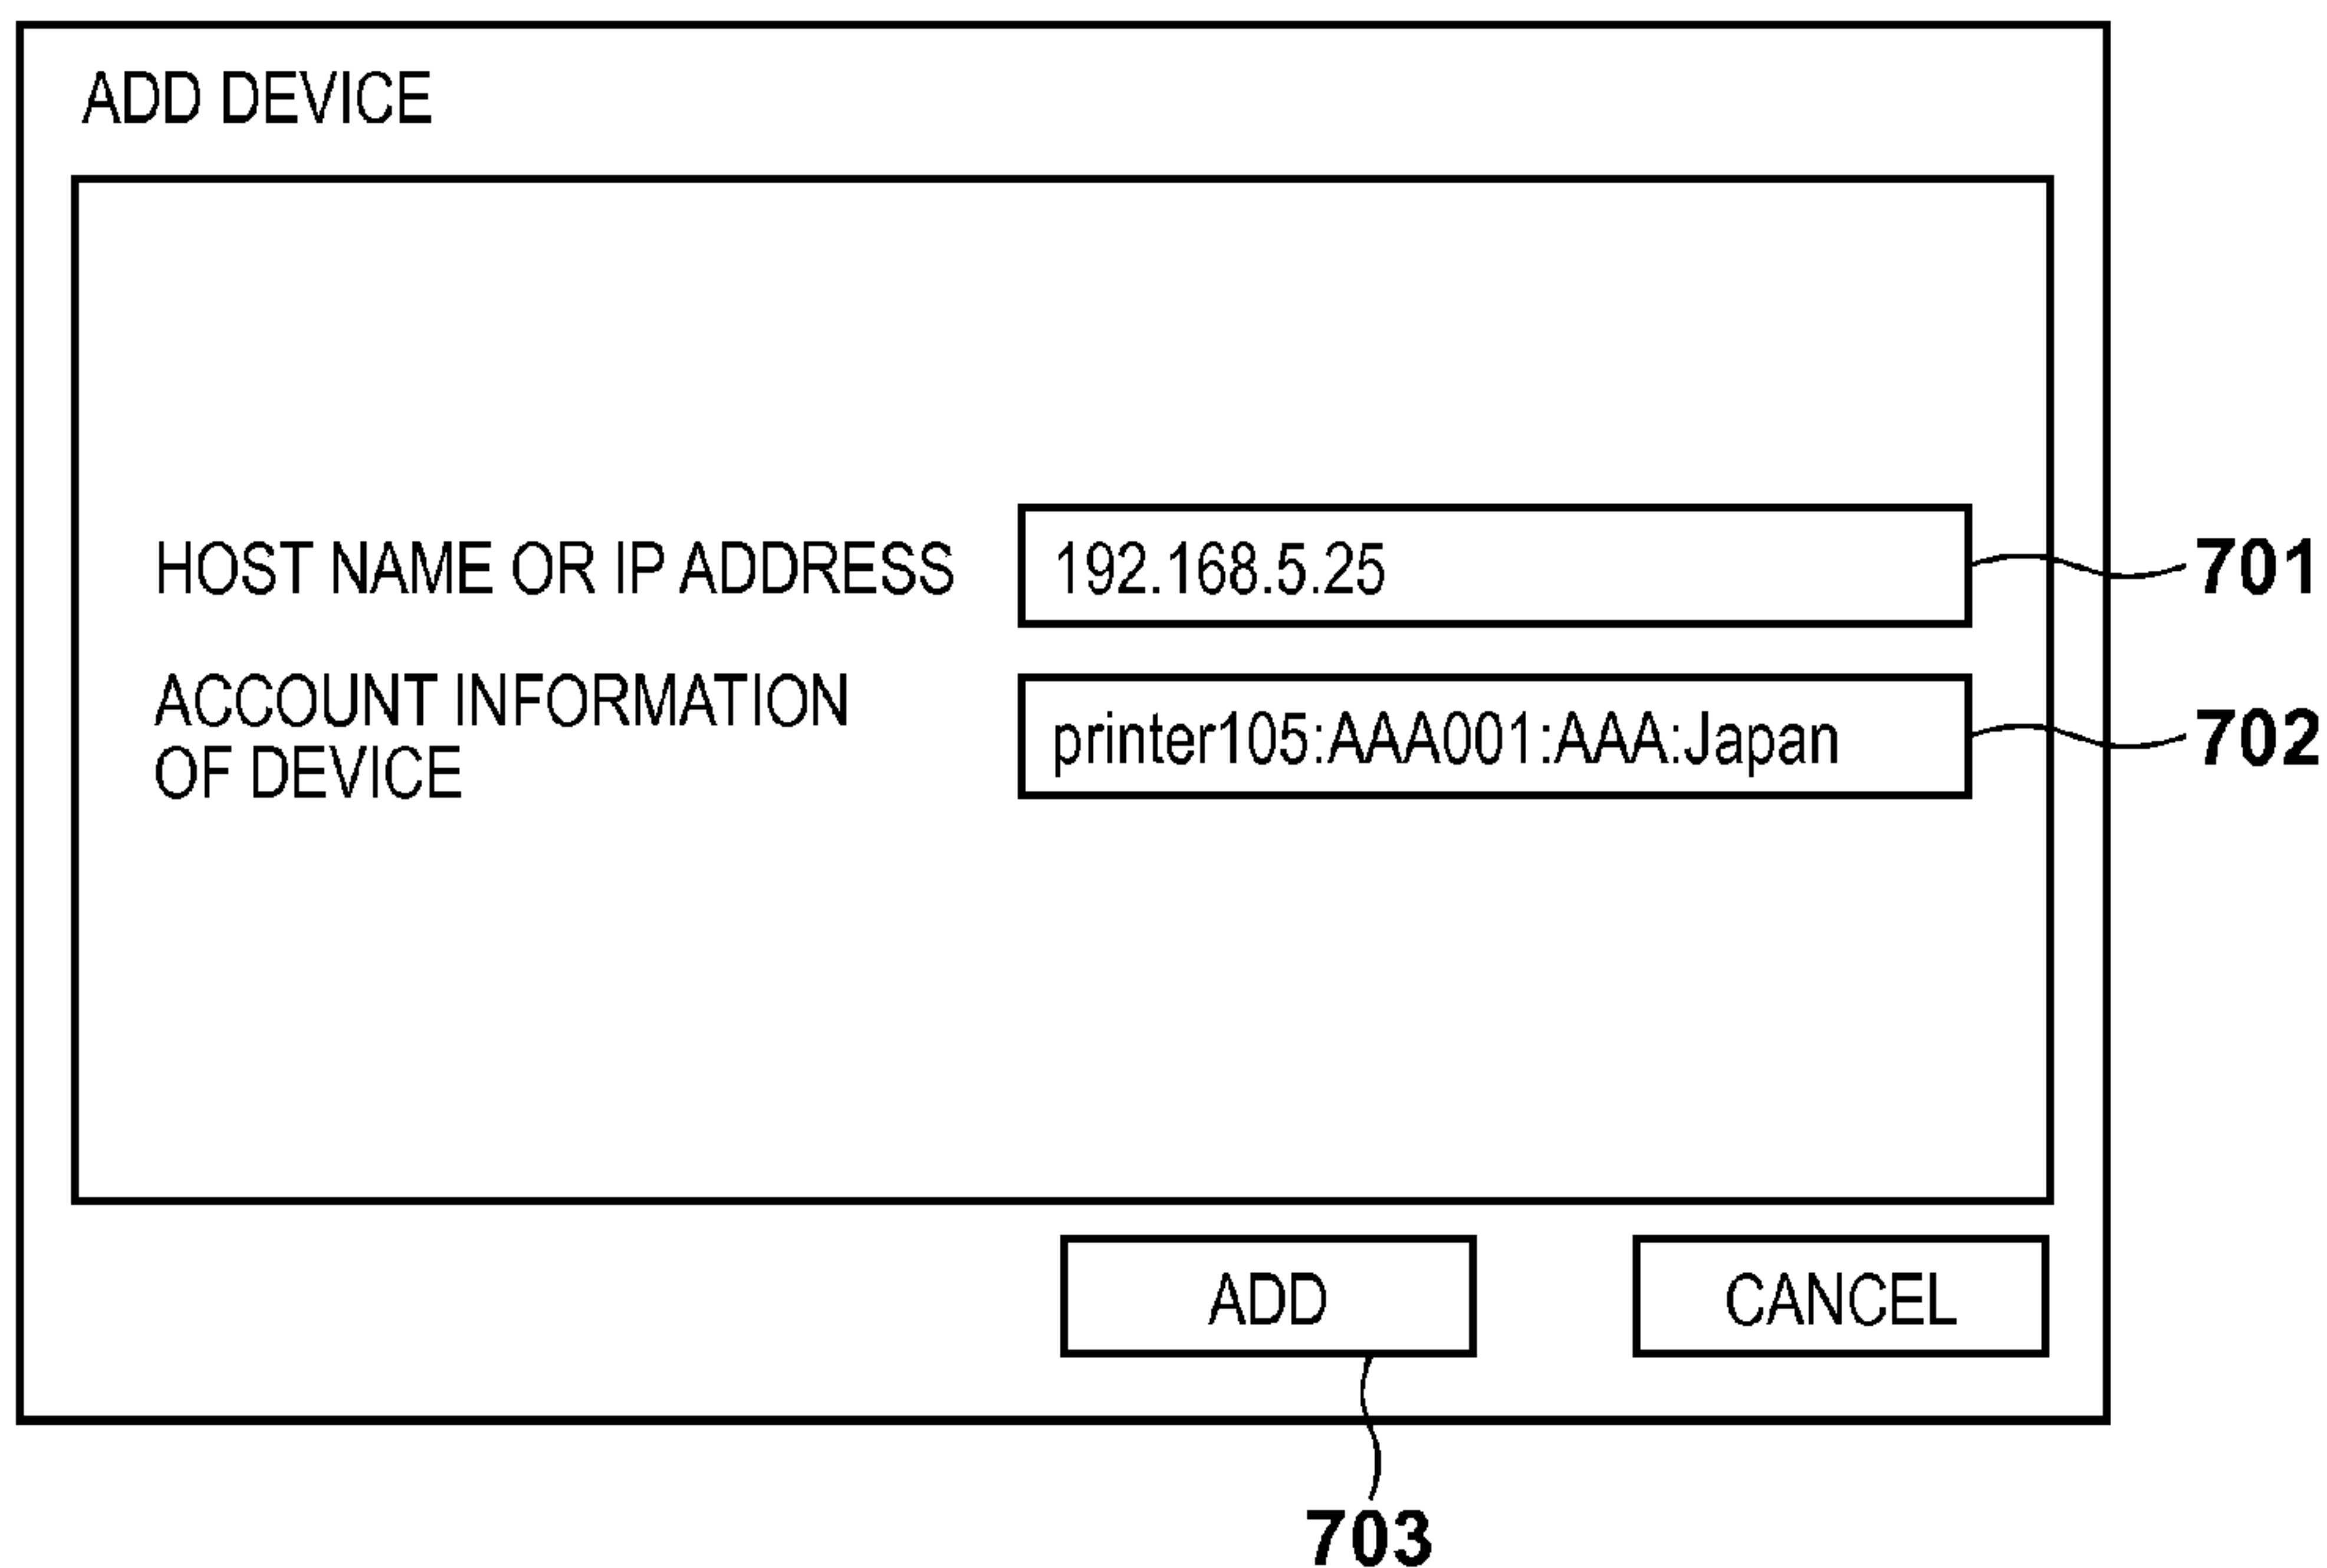 ADD DEVICE
HOST NAME OR IP ADDRESS 192.168.5.25 701
ACCOUNT INFORMATION
OF DEVICE
printer105:AAA001:AAA:Japan 702
ADD CANCEL
703